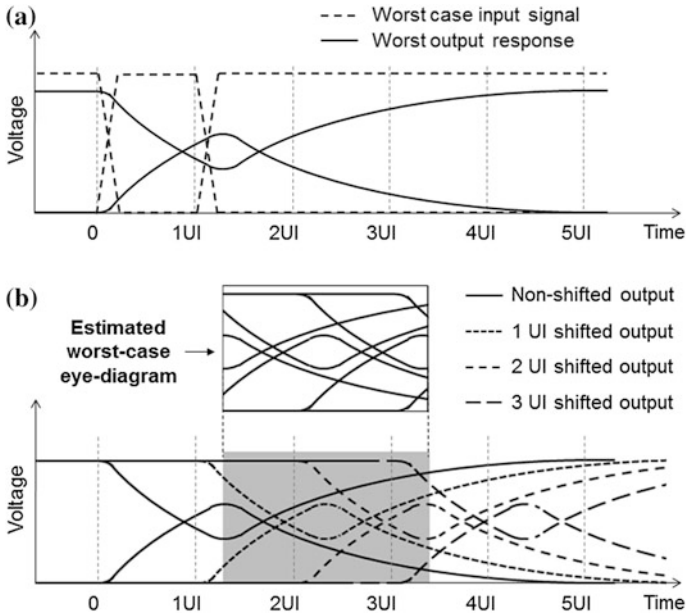 (a)
Worst case input signal
Worst output response
Voltage
0 1UI 2UI 3UI 4UI 5UI Time
(b)
Estimated
worst-case
eye-diagram
Non-shifted output
1 UI shifted output
2 UI shifted output
3 UI shifted output
Voltage
0 1UI 2UI 3UI 4UI 5UI Time